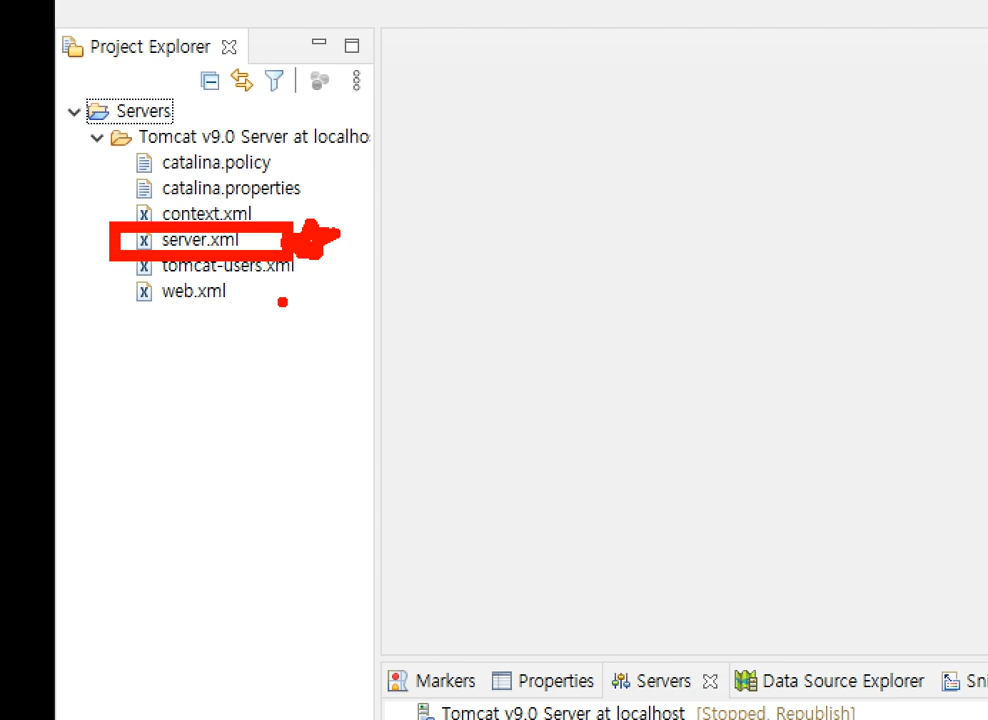 Project Explorer
Servers
Tomcat v9.0 Server at localho
catalina.policy
catalina.properties
context.xml
server.xml
tomcat-users.xml
web.xml
Markers Properties Servers Data Source Explorer Sni
Tomcat v9.0 Server at localhost [Stopped, Republish]